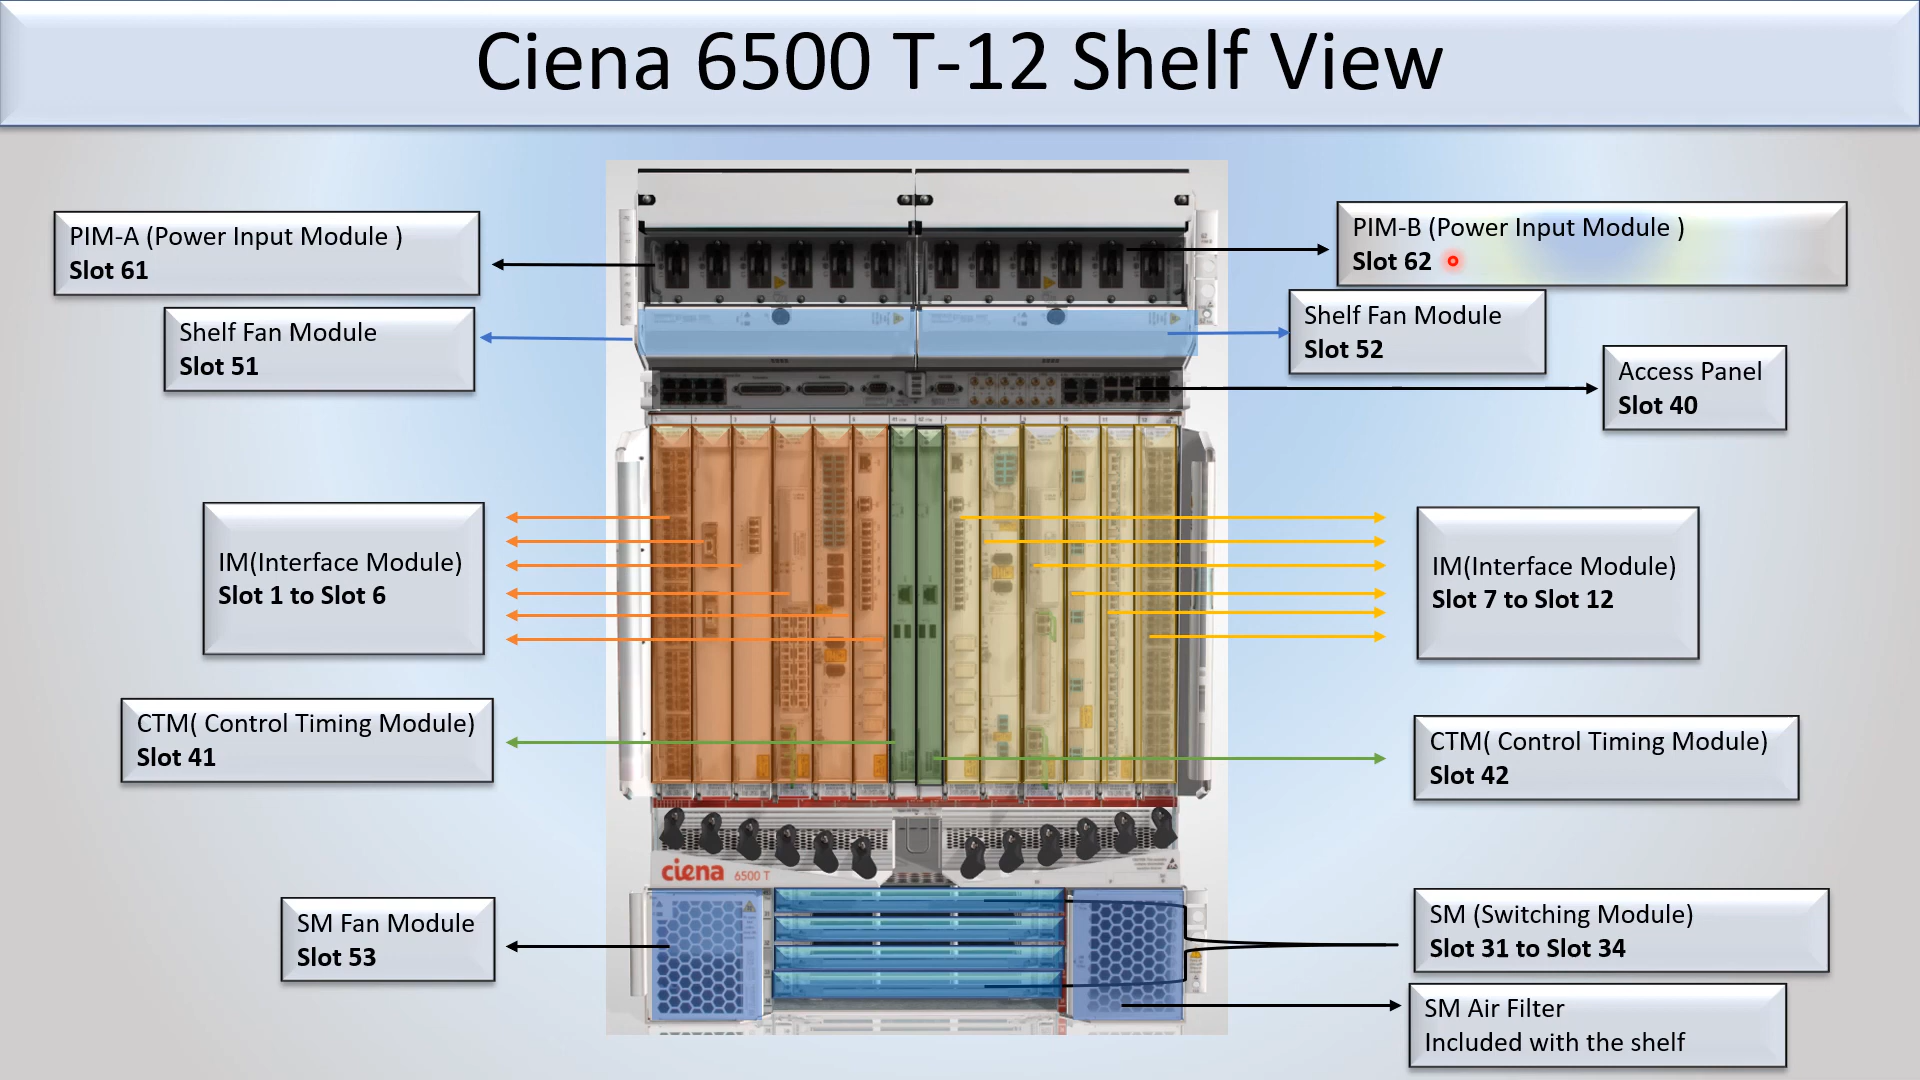 Ciena 6500 T-12 Shelf View
PIM-A (Power Input Module )
Slot 61
PIM-B (Power Input Module )
Slot 62
Shelf Fan Module
Slot 51
Shelf Fan Module
Slot 52
Access Panel
Slot 40
IM(Interface Module)
Slot 1 to Slot 6
IM(Interface Module)
Slot 7 to Slot 12
CTM( Control Timing Module)
Slot 41
CTM( Control Timing Module)
Slot 42
ciena 6500 T
SM Fan Module
Slot 53
SM (Switching Module)
Slot 31 to Slot 34
SM Air Filter
Included with the shelf